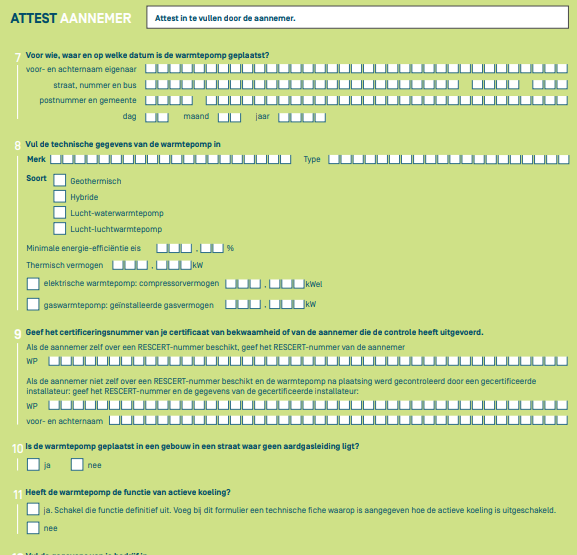 ATTEST AANNEMER
Attest in te vullen door de aannemer.
7 Voor wie, waar en op welke datum is de warmtepomp geplaatst?
voor- en achternaam eigenaar
straat, nummer en bus
postnummer en gemeente
dag maand jaar
8 Vul de technische gegevens van de warmtepomp in
Merk Type
Soort Geothermisch
Hybride
Lucht-waterwarmtepomp
Lucht-luchtwarmtepomp
Minimale energie-efficiëntie eis , %
Thermisch vermogen , kW
elektrische warmtepomp: compressorvermogen , kWel
gaswarmtepomp: geïnstalleerde gasvermogen , kW
9 Geef het certificeringsnummer van je certificaat van bekwaamheid of van de aannemer die de controle heeft uitgevoerd.
Als de aannemer zelf over een RESCERT-nummer beschikt, geef het RESCERT-nummer van de aannemer
WP
Als de aannemer niet zelf over een RESCERT-nummer beschikt en de warmtepomp na plaatsing werd gecontroleerd door een gecertificeerde
installateur: geef het RESCERT-nummer en de gegevens van de gecertificeerde installateur:
WP
voor- en achternaam
10 Is de warmtepomp geplaatst in een gebouw in een straat waar geen aardgasleiding ligt?
ja nee
11 Heeft de warmtepomp de functie van actieve koeling?
ja. Schakel die functie definitief uit. Voeg bij dit formulier een technische fiche waarop is aangegeven hoe de actieve koeling is uitgeschakeld.
nee